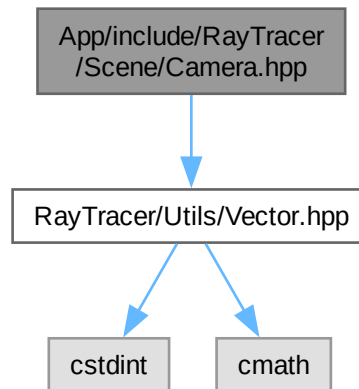 App/include/RayTracer
/Scene/Camera.hpp
RayTracer/Utils/Vector.hpp
cstdint
cmath